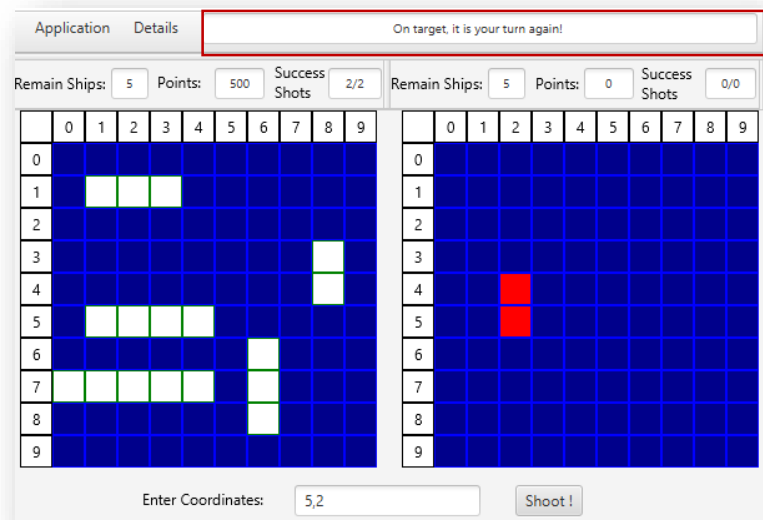 Application Details On target, it is your turn again!
Remain Ships: 5 Points: 500 Success Shots 2/2 Remain Ships: 5 Points: 0 Success Shots 0/0
0 1 2 3 4 5 6 7 8 9 0 1 2 3 4 5 6 7 8 9
0 0
1 1
2 2
3 3
4 4
5 5
6 6
7 7
8 8
9 9
Enter Coordinates: 5,2 Shoot !